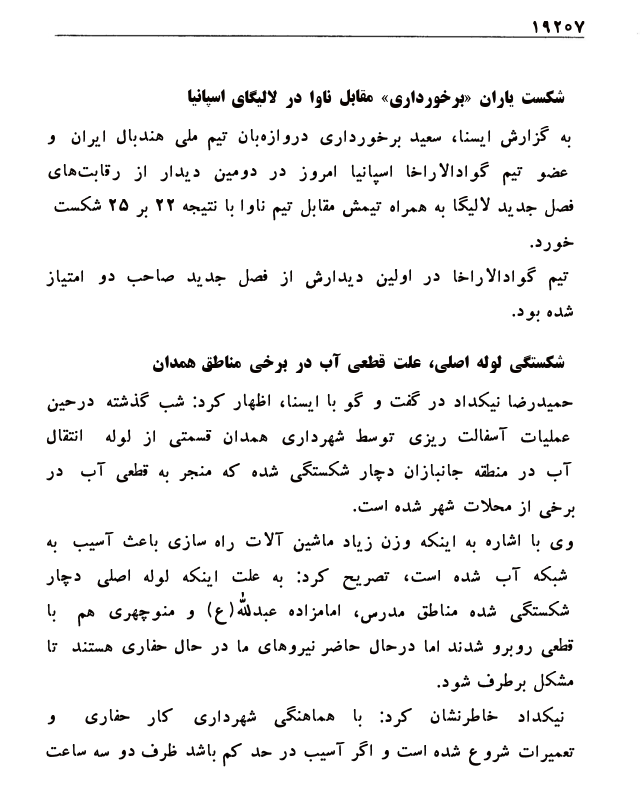 ۱۹۲۰۷
شکست یاران «برخورداری» مقابل ناوا در لالیگای اسپانیا
به گزارش ایسنا، سعید برخورداری دروازه‌بان تیم ملی هندبال ایران و
عضو تیم گوادالاراخا اسپانیا امروز در دومین دیدار از رقابت‌های
فصل جدید لالیگا به همراه تیمش مقابل تیم ناوا با نتیجه ۲۲ بر ۲۵ شکست
خورد.
تیم گوادالاراخا در اولین دیدارش از فصل جدید صاحب دو امتیاز
شده بود.
شکستگی لوله اصلی، علت قطعی آب در برخی مناطق همدان
حمیدرضا نیکداد در گفت و گو با ایسنا، اظهار کرد: شب گذشته درحین
عملیات آسفالت ریزی توسط شهرداری همدان قسمتی از لوله انتقال
آب در منطقه جانبازان دچار شکستگی شده که منجر به قطعی آب در
برخی از محلات شهر شده است.
وی با اشاره به اینکه وزن زیاد ماشین آلات راه سازی باعث آسیب به
شبکه آب شده است، تصریح کرد: به علت اینکه لوله اصلی دچار
شکستگی شده مناطق مدرس، امامزاده عبدالله(ع) و منوچهری هم با
قطعی روبرو شدند اما درحال حاضر نیروهای ما در حال حفاری هستند تا
مشکل برطرف شود.
نیکداد خاطرنشان کرد: با هماهنگی شهرداری کار حفاری و
تعمیرات شروع شده است و اگر آسیب در حد کم باشد ظرف دو سه ساعت